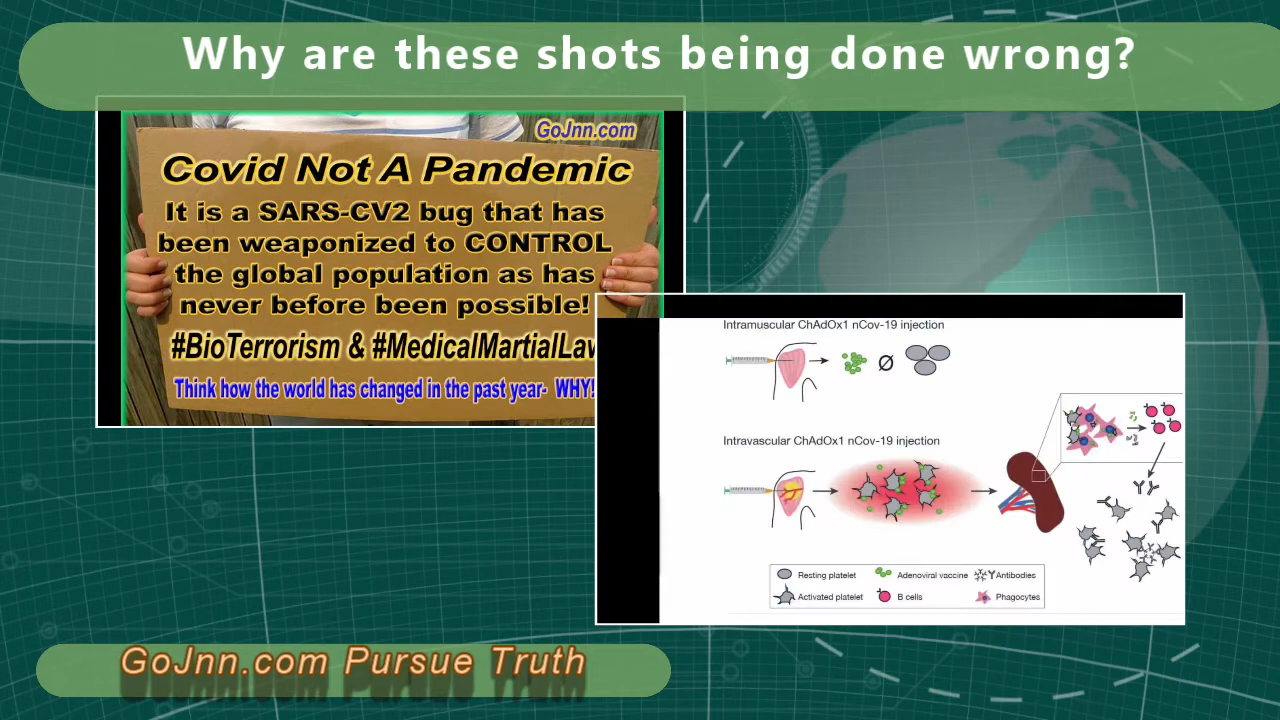 Why are these shots being done wrong?
GoJnn.com
Covid Not A Pandemic
It is a SARS-CV2 bug that has
been weaponized to CONTROL
the global population as has
never before been possible!
#BioTerrorism & #MedicalMartialLaw
Think how the world has changed in the past year- WHY!
Intramuscular ChAdOx1 nCov-19 injection
Intravascular ChAdOx1 nCov-19 injection
Resting platelet
Adenoviral vaccine
Antibodies
Activated platelet
B cells
Phagocytes
GoJnn.com Pursue Truth